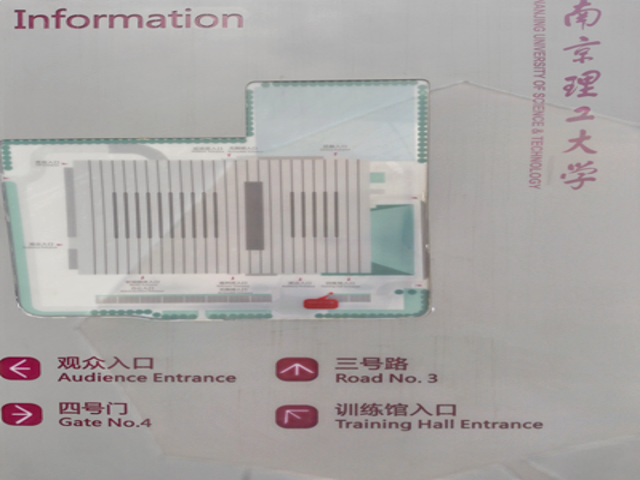 Information
南京理工大学
NANJING UNIVERSITY OF SCIENCE & TECHNOLOGY
观众入口
Audience Entrance
三号路
Road No. 3
四号门
Gate No.4
训练馆入口
Training Hall Entrance